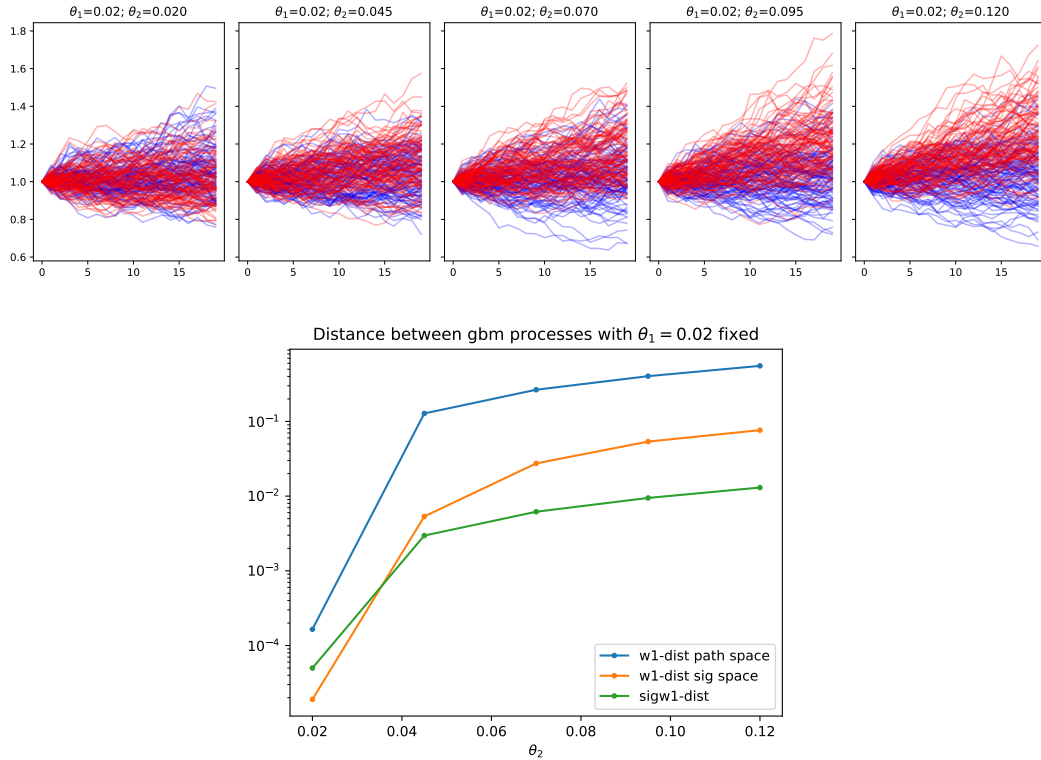 θ₁=0.02; θ₂=0.020 θ₁=0.02; θ₂=0.045 θ₁=0.02; θ₂=0.070 θ₁=0.02; θ₂=0.095 θ₁=0.02; θ₂=0.120
1.8
1.6
1.4
1.2
1.0
0.8
0.6
0 5 10 15 0 5 10 15 0 5 10 15 0 5 10 15 0 5 10 15
Distance between gbm processes with θ₁ = 0.02 fixed
10⁻¹
10⁻²
10⁻³
10⁻⁴
w1-dist path space
w1-dist sig space
sigw1-dist
0.02 0.04 0.06 0.08 0.10 0.12
θ₂